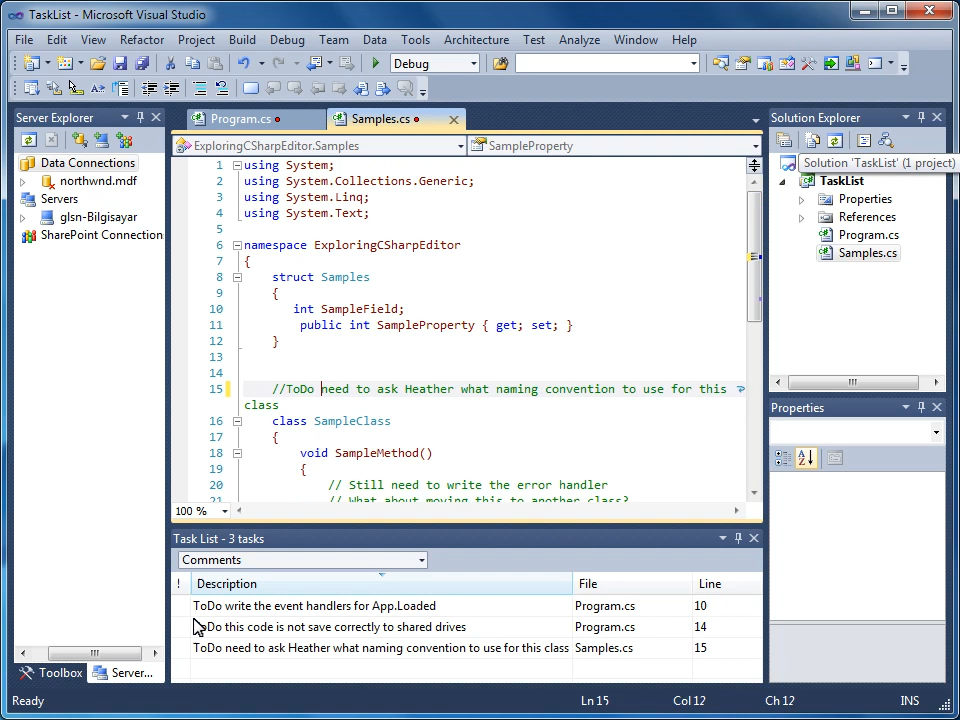 TaskList - Microsoft Visual Studio
File Edit View Refactor Project Build Debug Team Data Tools Architecture Test Analyze Window Help
Debug
Server Explorer
Data Connections
northwnd.mdf
Servers
glsn-Bilgisayar
SharePoint Connection
Toolbox
Server...
Program.cs
Samples.cs
ExploringCSharpEditor.Samples
SampleProperty
1 using System;
2 using System.Collections.Generic;
3 using System.Linq;
4 using System.Text;
5
6 namespace ExploringCSharpEditor
7 {
8 struct Samples
9 {
10 int SampleField;
11 public int SampleProperty { get; set; }
12 }
13
14
15 //ToDo need to ask Heather what naming convention to use for this
class
16 class SampleClass
17 {
18 void SampleMethod()
19 {
20 // Still need to write the error handler
21 // What about moving this to another class?
100 %
Task List - 3 tasks
Comments
! Description File Line
ToDo write the event handlers for App.Loaded Program.cs 10
ToDo this code is not save correctly to shared drives Program.cs 14
ToDo need to ask Heather what naming convention to use for this class Samples.cs 15
Solution Explorer
Solution 'TaskList' (1 project)
TaskList
Properties
References
Program.cs
Samples.cs
Properties
Ready Ln 15 Col 12 Ch 12 INS